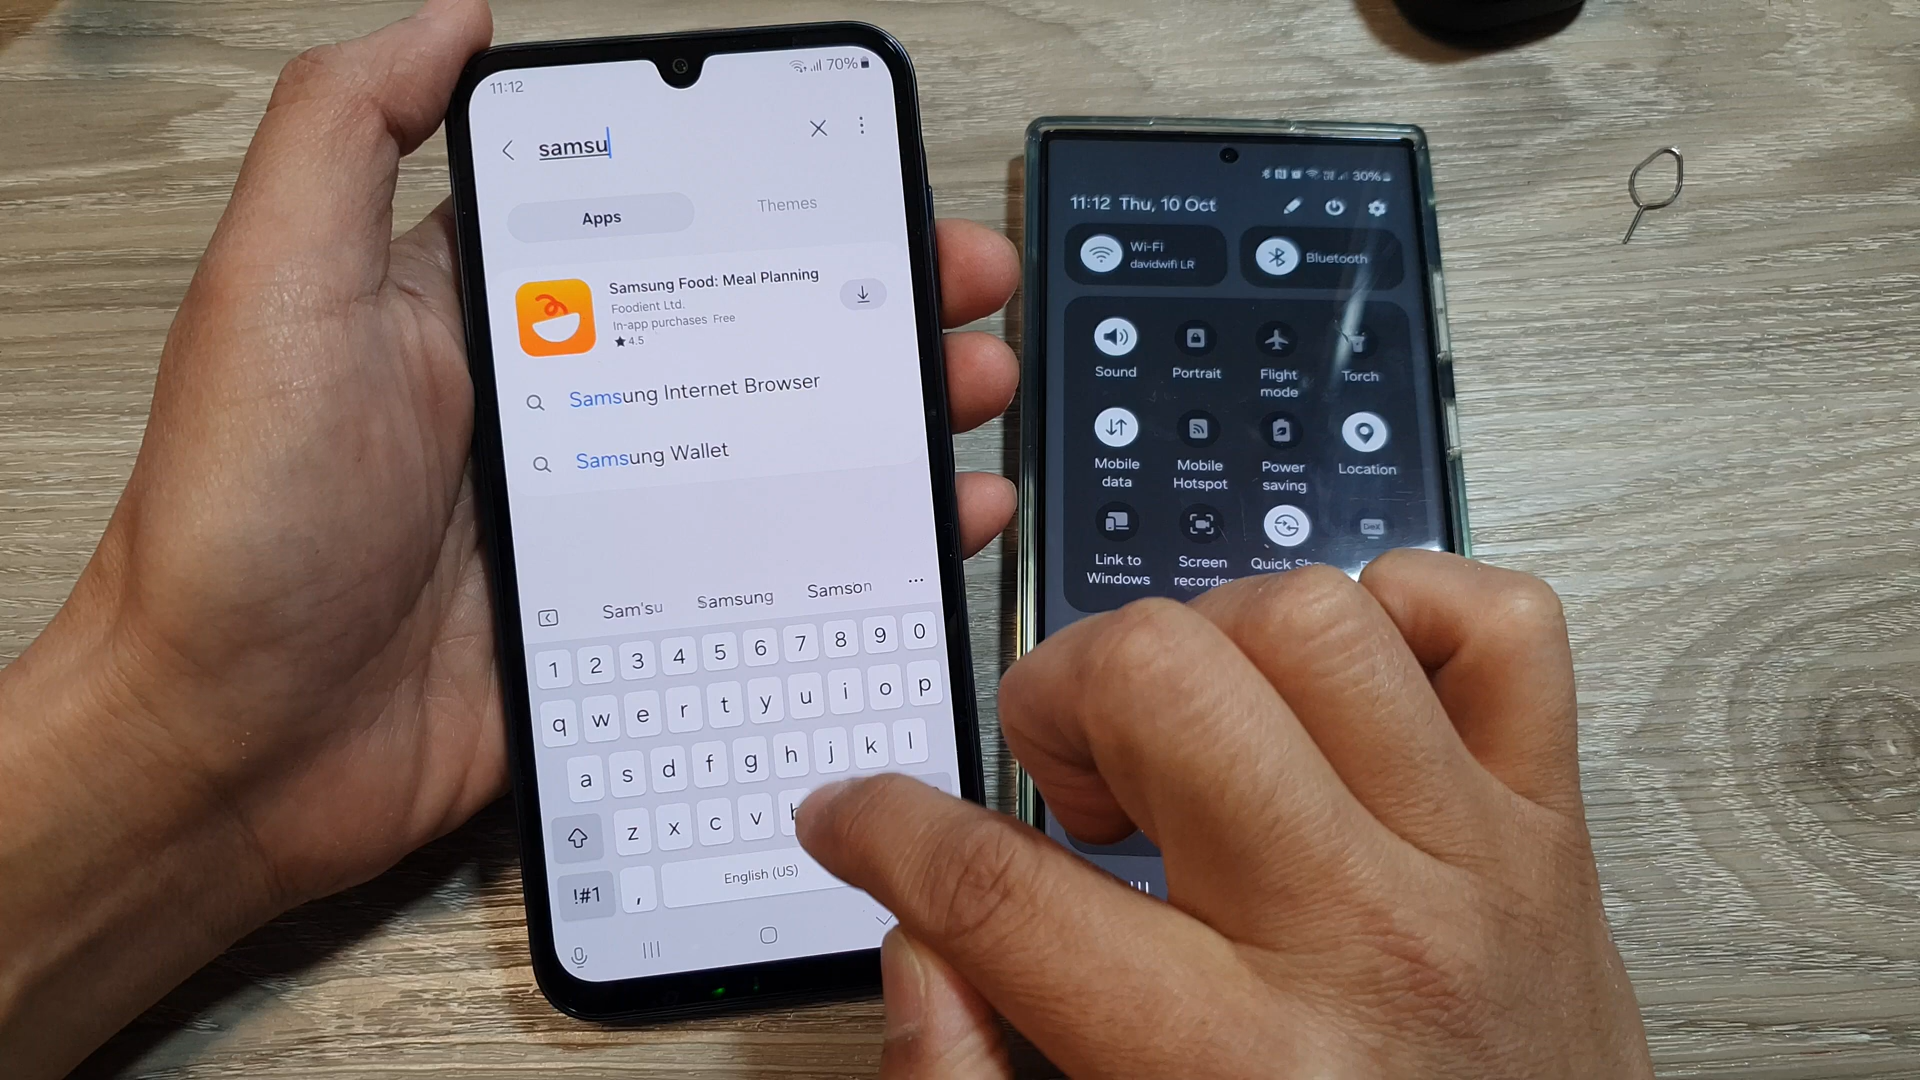 11:12
70%
samsu
Apps
Themes
Samsung Food: Meal Planning
Foodient Ltd.
In-app purchases Free
★ 4.5
Samsung Internet Browser
Samsung Wallet
Sam'su Samsung Samson
1 2 3 4 5 6 7 8 9 0
q w e r t y u i o p
a s d f g h j k l
z x c v b
!#1 , English (US)
30%
11:12 Thu, 10 Oct
Wi-Fi
davidwifi LR
Bluetooth
Sound
Portrait
Flight
mode
Torch
Mobile
data
Mobile
Hotspot
Power
saving
Location
DeX
Link to
Windows
Screen
recorder
Quick Sh